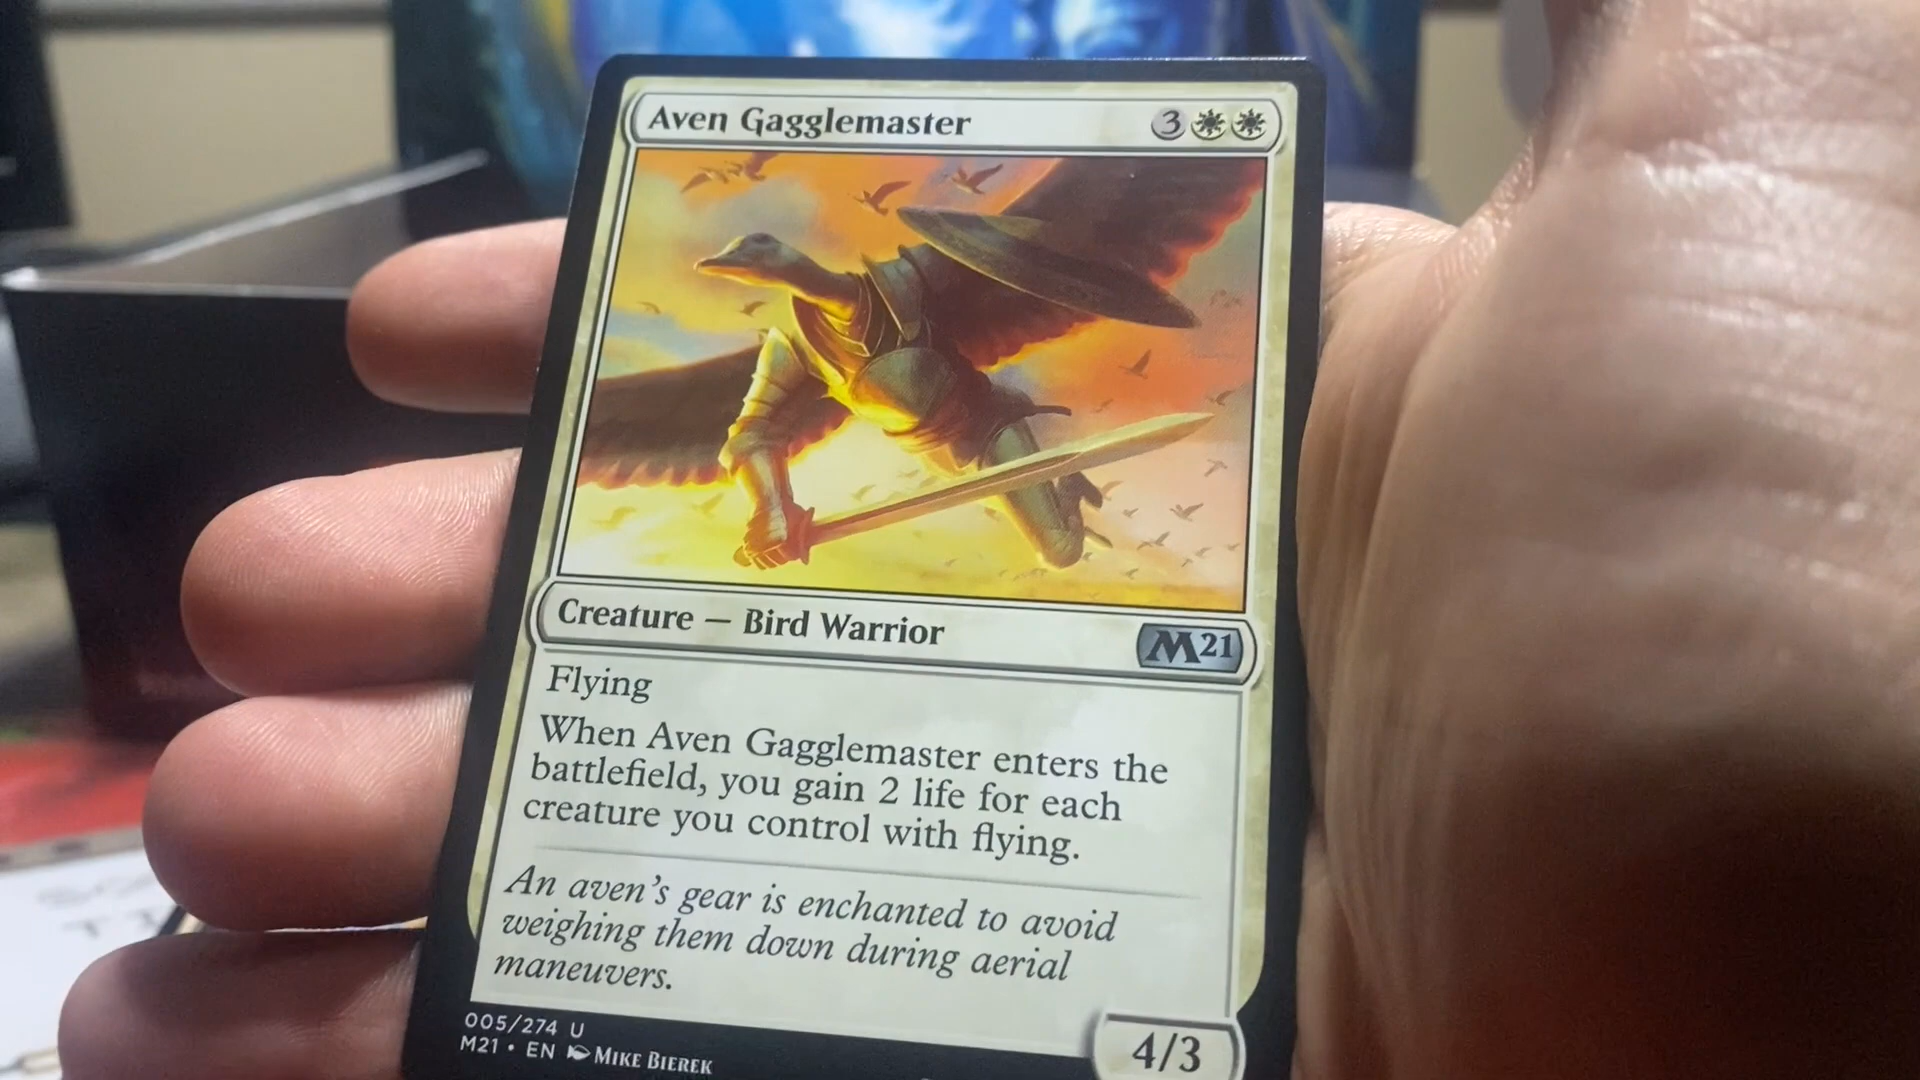 Aven Gagglemaster 3
Creature — Bird Warrior M21
Flying
When Aven Gagglemaster enters the
battlefield, you gain 2 life for each
creature you control with flying.
An aven's gear is enchanted to avoid
weighing them down during aerial
maneuvers.
005/274 U
M21 • EN MIKE BIEREK
4/3